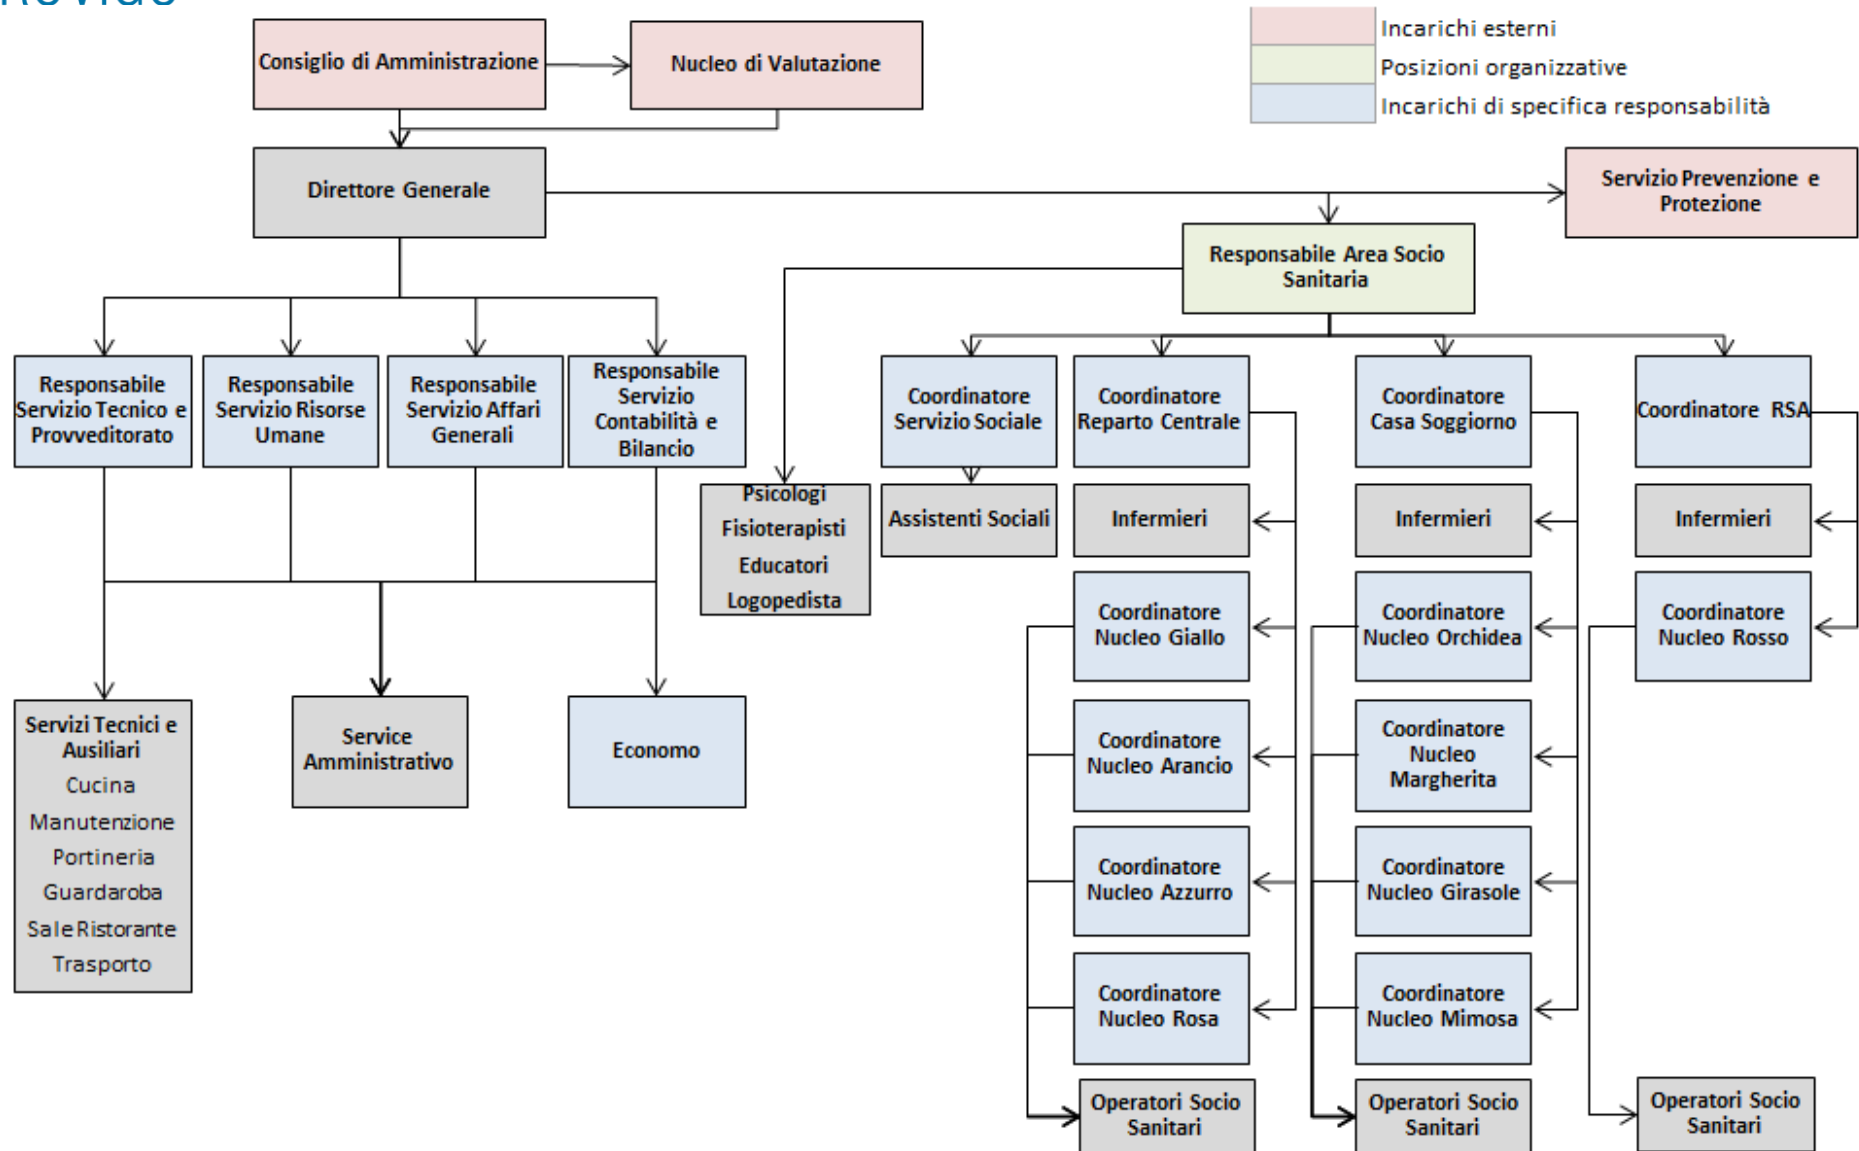 Incarichi esterni
Posizioni organizzative
Incarichi di specifica responsabilità
Consiglio di Amministrazione
Nucleo di Valutazione
Direttore Generale
Servizio Prevenzione e
Protezione
Responsabile Area Socio
Sanitaria
Responsabile
Servizio Tecnico e
Provveditorato
Responsabile
Servizio Risorse
Umane
Responsabile
Servizio Affari
Generali
Responsabile
Servizio
Contabilità e
Bilancio
Coordinatore
Servizio Sociale
Coordinatore
Reparto Centrale
Coordinatore
Casa Soggiorno
Coordinatore RSA
Psicologi
Fisioterapisti
Educatori
Logopedista
Assistenti Sociali
Infermieri
Infermieri
Infermieri
Coordinatore
Nucleo Giallo
Coordinatore
Nucleo Orchidea
Coordinatore
Nucleo Rosso
Servizi Tecnici e
Ausiliari
Cucina
Manutenzione
Portineria
Guardaroba
Sale Ristorante
Trasporto
Service
Amministrativo
Economo
Coordinatore
Nucleo Arancio
Coordinatore
Nucleo
Margherita
Coordinatore
Nucleo Azzurro
Coordinatore
Nucleo Girasole
Coordinatore
Nucleo Rosa
Coordinatore
Nucleo Mimosa
Operatori Socio
Sanitari
Operatori Socio
Sanitari
Operatori Socio
Sanitari